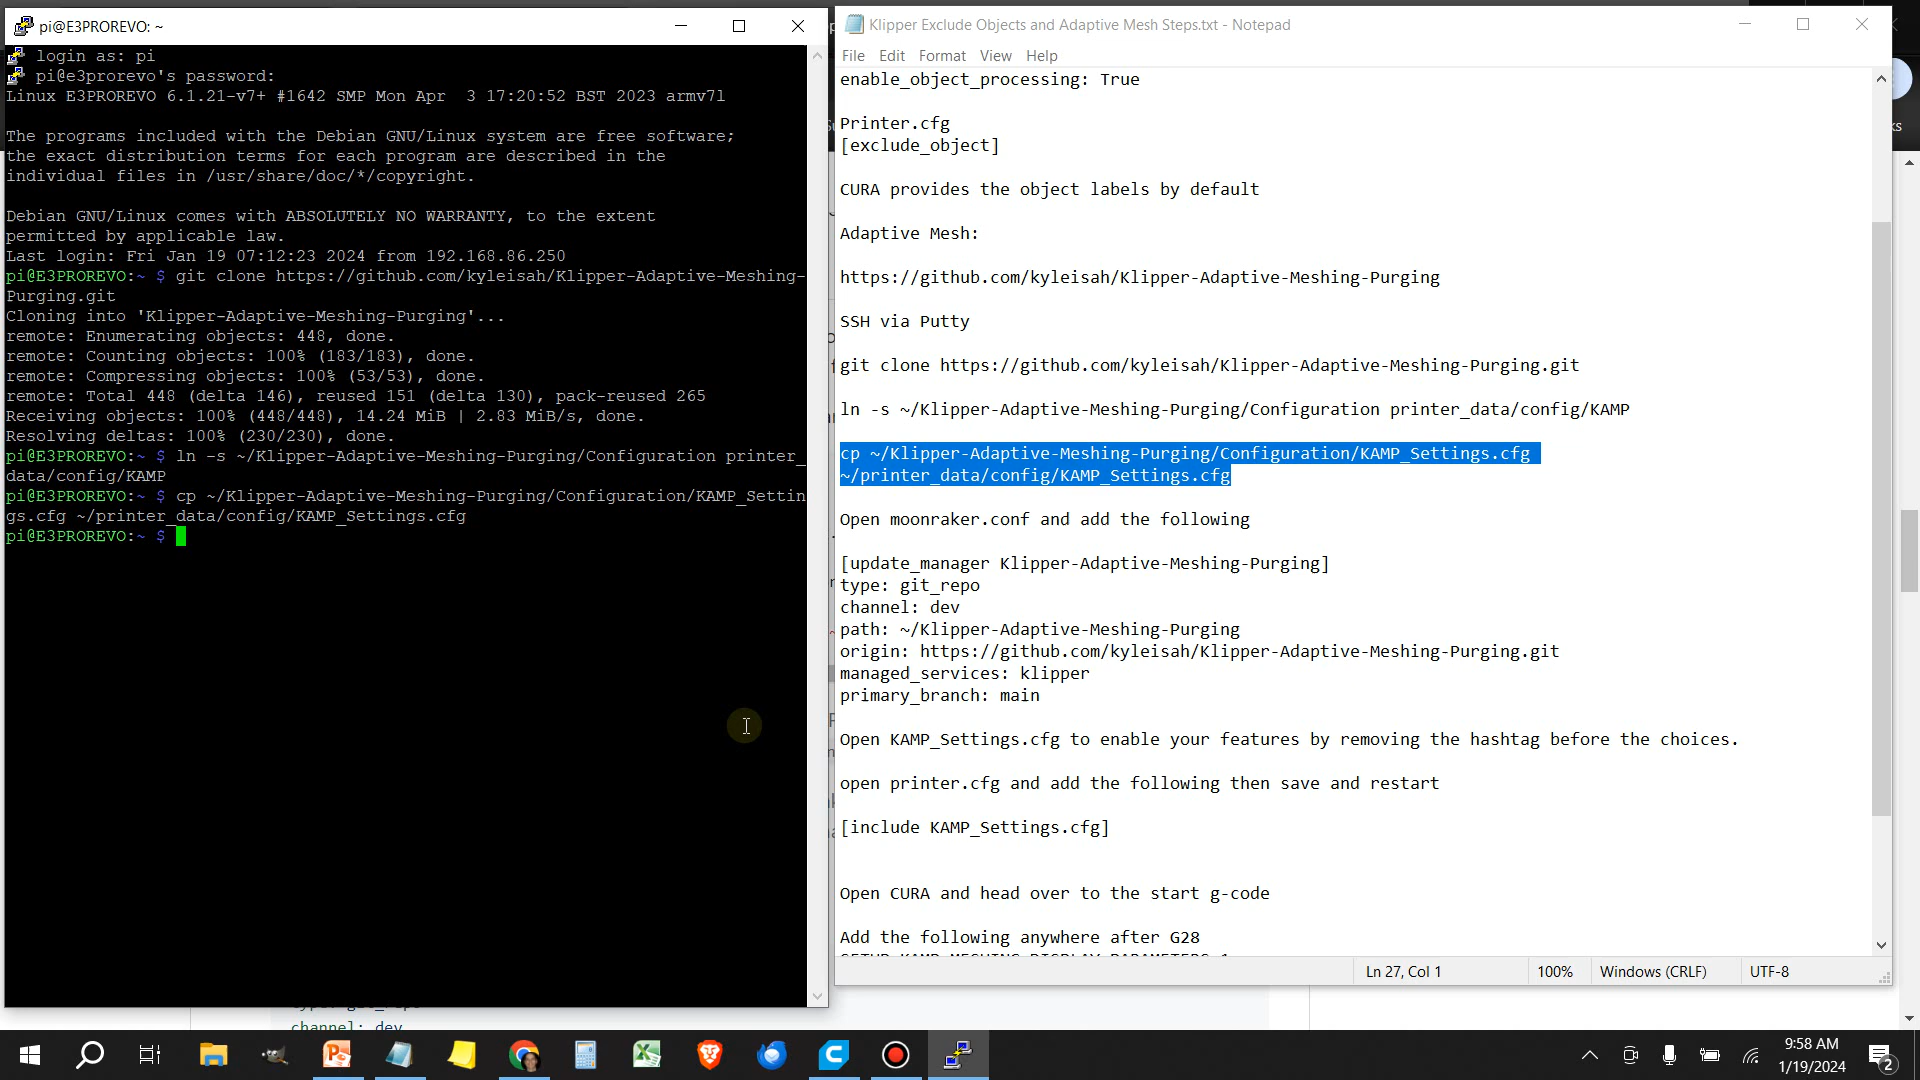 pi@E3PROREVO: ~
login as: pi
pi@e3prorevo's password:
Linux E3PROREVO 6.1.21-v7+ #1642 SMP Mon Apr  3 17:20:52 BST 2023 armv7l
The programs included with the Debian GNU/Linux system are free software;
the exact distribution terms for each program are described in the
individual files in /usr/share/doc/*/copyright.
Debian GNU/Linux comes with ABSOLUTELY NO WARRANTY, to the extent
permitted by applicable law.
Last login: Fri Jan 19 07:12:23 2024 from 192.168.86.250
pi@E3PROREVO:~ $ git clone https://github.com/kyleisah/Klipper-Adaptive-Meshing-
Purging.git
Cloning into 'Klipper-Adaptive-Meshing-Purging'...
remote: Enumerating objects: 448, done.
remote: Counting objects: 100% (183/183), done.
remote: Compressing objects: 100% (53/53), done.
remote: Total 448 (delta 146), reused 151 (delta 130), pack-reused 265
Receiving objects: 100% (448/448), 14.24 MiB | 2.83 MiB/s, done.
Resolving deltas: 100% (230/230), done.
pi@E3PROREVO:~ $ ln -s ~/Klipper-Adaptive-Meshing-Purging/Configuration printer_
data/config/KAMP
pi@E3PROREVO:~ $ cp ~/Klipper-Adaptive-Meshing-Purging/Configuration/KAMP_Settin
gs.cfg ~/printer_data/config/KAMP_Settings.cfg
pi@E3PROREVO:~ $
Klipper Exclude Objects and Adaptive Mesh Steps.txt - Notepad
File Edit Format View Help
enable_object_processing: True
Printer.cfg
[exclude_object]
CURA provides the object labels by default
Adaptive Mesh:
https://github.com/kyleisah/Klipper-Adaptive-Meshing-Purging
SSH via Putty
git clone https://github.com/kyleisah/Klipper-Adaptive-Meshing-Purging.git
ln -s ~/Klipper-Adaptive-Meshing-Purging/Configuration printer_data/config/KAMP
cp ~/Klipper-Adaptive-Meshing-Purging/Configuration/KAMP_Settings.cfg
~/printer_data/config/KAMP_Settings.cfg
Open moonraker.conf and add the following
[update_manager Klipper-Adaptive-Meshing-Purging]
type: git_repo
channel: dev
path: ~/Klipper-Adaptive-Meshing-Purging
origin: https://github.com/kyleisah/Klipper-Adaptive-Meshing-Purging.git
managed_services: klipper
primary_branch: main
Open KAMP_Settings.cfg to enable your features by removing the hashtag before the choices.
open printer.cfg and add the following then save and restart
[include KAMP_Settings.cfg]
Open CURA and head over to the start g-code
Add the following anywhere after G28
Ln 27, Col 1
100%
Windows (CRLF)
UTF-8
channel: dev
9:58 AM
1/19/2024
2